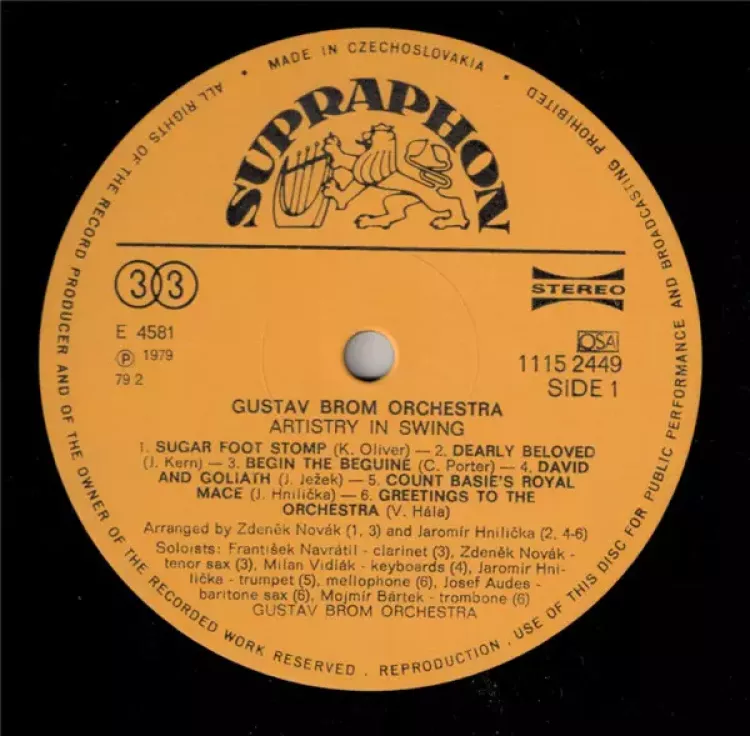 ALL RIGHTS OF THE RECORD PRODUCER AND OF THE OWNER OF THE RECORDED WORK RESERVED . REPRODUCTION . USE OF THIS DISC FOR PUBLIC PERFORMANCE AND BROADCASTING PROHIBITED • MADE IN CZECHOSLOVAKIA •
SUPRAPHON
33
STEREO
E 4581
Ⓟ 1979
79 2
OSA
1115 2449
SIDE 1
GUSTAV BROM ORCHESTRA
ARTISTRY IN SWING
1. SUGAR FOOT STOMP (K. Oliver) — 2. DEARLY BELOVED
(J. Kern) — 3. BEGIN THE BEGUINE (C. Porter) — 4. DAVID
AND GOLIATH (J. Ježek) — 5. COUNT BASIE'S ROYAL
MACE (J. Hnilička) — 6. GREETINGS TO THE
ORCHESTRA (V. Hála)
Arranged by Zdeněk Novák (1, 3) and Jaromír Hnilička (2, 4-6)
Soloists: František Navrátil - clarinet (3), Zdeněk Novák -
tenor sax (3), Milan Vidlák - keyboards (4), Jaromír Hni-
lička - trumpet (5), mellophone (6), Josef Audes -
baritone sax (6), Mojmír Bártek - trombone (6)
GUSTAV BROM ORCHESTRA